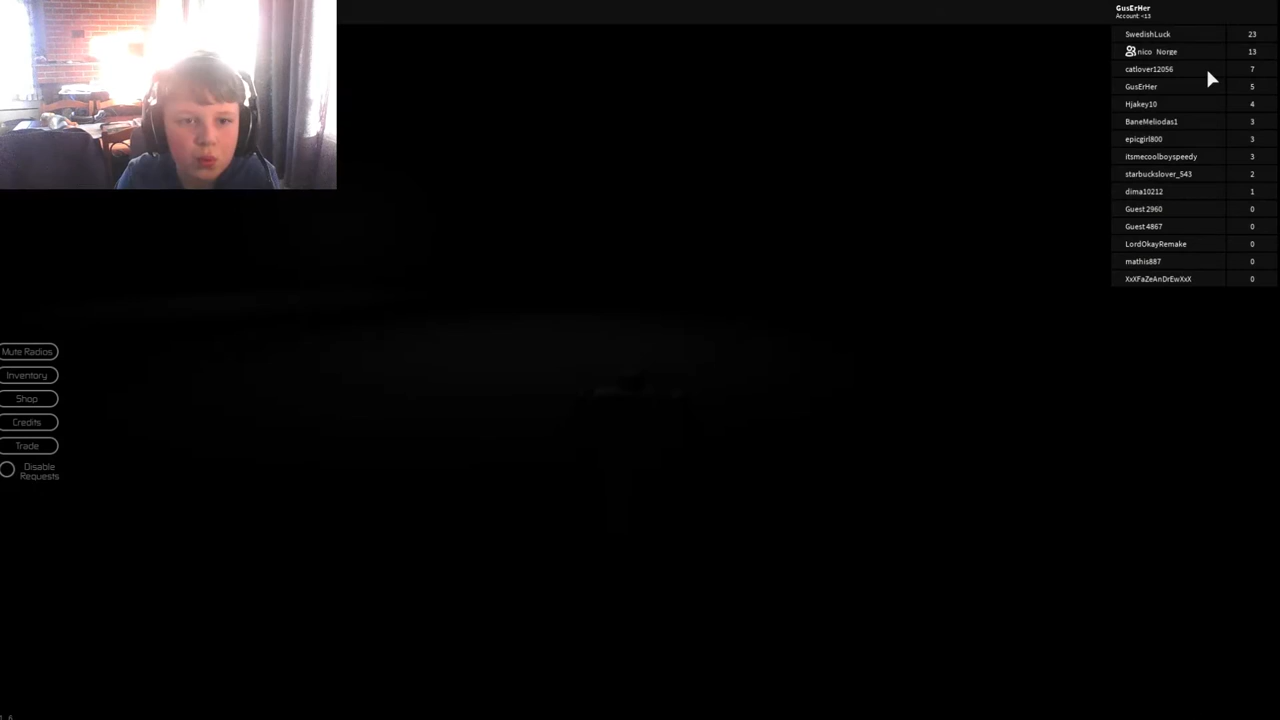 GusErHer
Account: <13
SwedishLuck 23
nico Norge 13
catlover12056 7
GusErHer 5
Hjakey10 4
BaneMeliodas1 3
epicgirl800 3
itsmecoolboyspeedy 3
starbuckslover_543 2
dima10212 1
Guest 2960 0
Guest 4867 0
LordOkayRemake 0
mathis887 0
XxXFaZeAnDrEwXxX 0
Mute Radios
Inventory
Shop
Credits
Trade
Disable
Requests